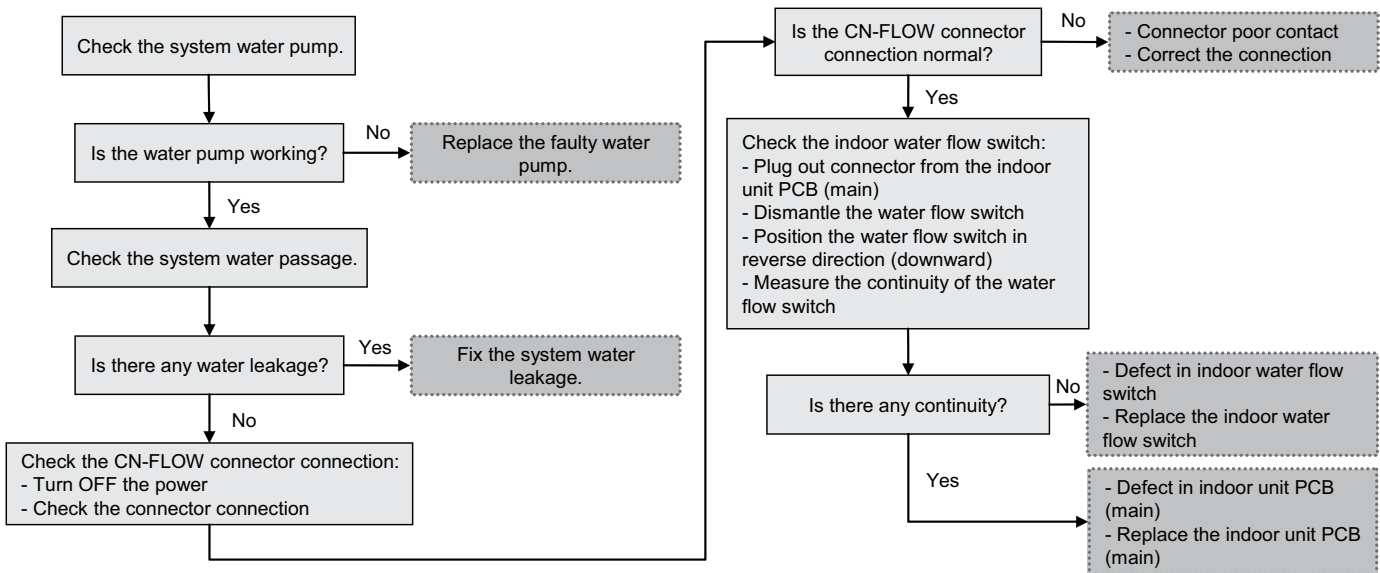 Check the system water pump.
Is the water pump working?
No
Replace the faulty water
pump.
Yes
Check the system water passage.
Is there any water leakage?
Yes
Fix the system water
leakage.
No
Check the CN-FLOW connector connection:
- Turn OFF the power
- Check the connector connection
Is the CN-FLOW connector
connection normal?
No
- Connector poor contact
- Correct the connection
Yes
Check the indoor water flow switch:
- Plug out connector from the indoor
unit PCB (main)
- Dismantle the water flow switch
- Position the water flow switch in
reverse direction (downward)
- Measure the continuity of the water
flow switch
Is there any continuity?
No
- Defect in indoor water flow
switch
- Replace the indoor water
flow switch
Yes
- Defect in indoor unit PCB
(main)
- Replace the indoor unit PCB
(main)